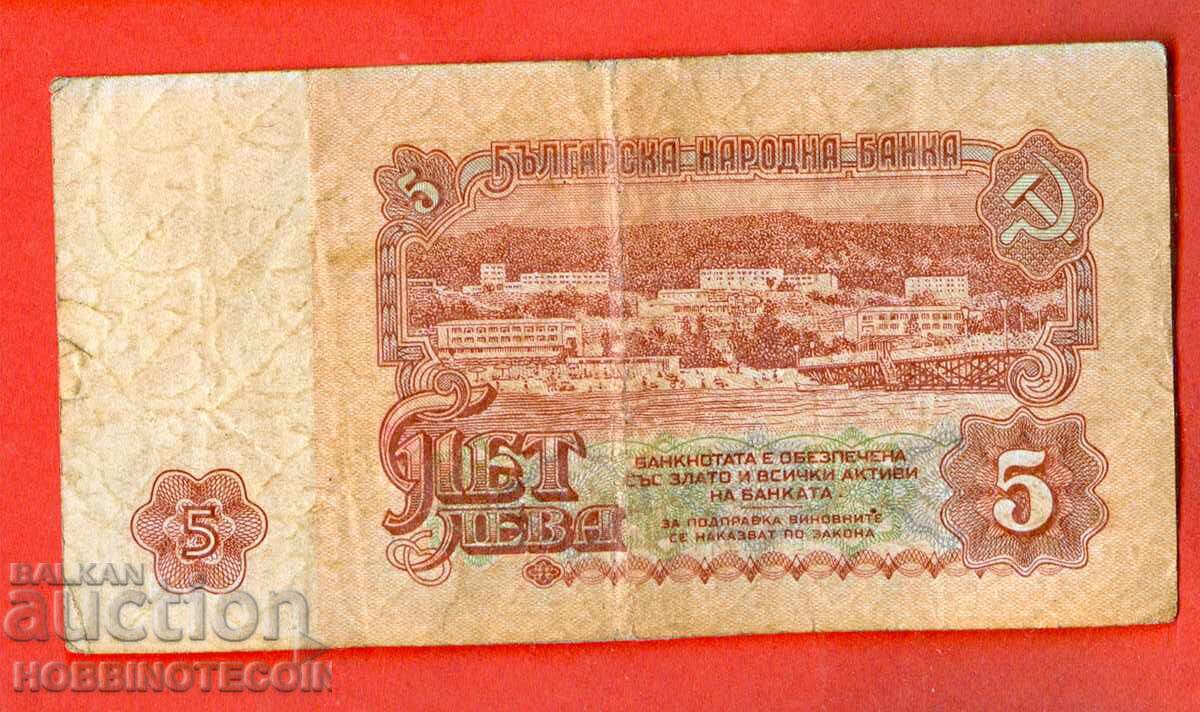 БЪЛГАРСКА НАРОДНА БАНКА
5
ПЕТ
ЛЕВА
БАНКНОТАТА Е ОБЕЗПЕЧЕНА
СЪС ЗЛАТО И ВСИЧКИ АКТИВИ
НА БАНКАТА.
ЗА ПОДПРАВКА ВИНОВНИТЕ
СЕ НАКАЗВАТ ПО ЗАКОНА
5
5
BALKAN
auction
HOBBINOTECOIN